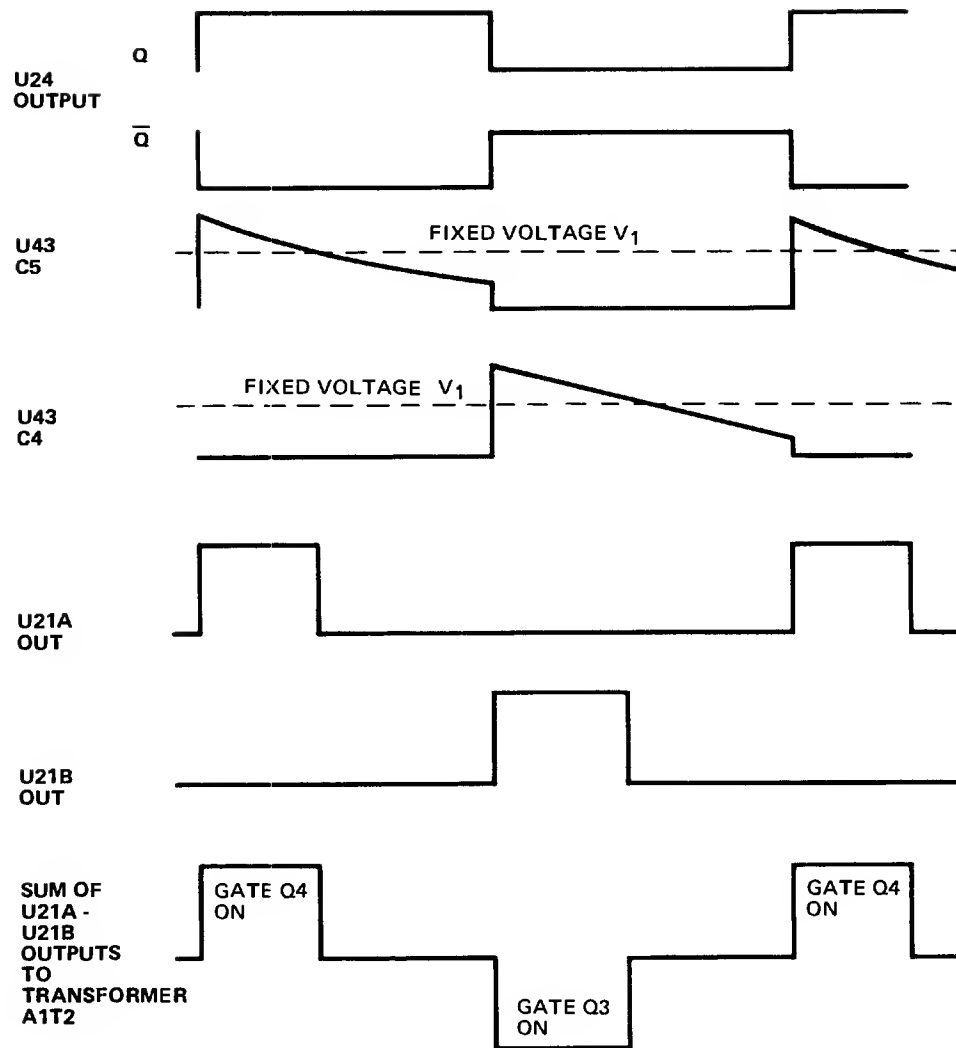 Q
U24
OUTPUT
Q̅
FIXED VOLTAGE V1
U43
C5
FIXED VOLTAGE V1
U43
C4
U21A
OUT
U21B
OUT
SUM OF
U21A -
U21B
OUTPUTS
TO
TRANSFORMER
A1T2
GATE Q4
ON
GATE Q3
ON
GATE Q4
ON